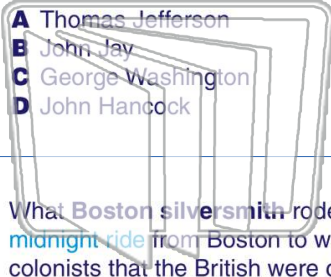 A Thomas Jefferson
B John Jay
C George Washington
D John Hancock
What Boston silversmith rode
midnight ride from Boston to w
colonists that the British were